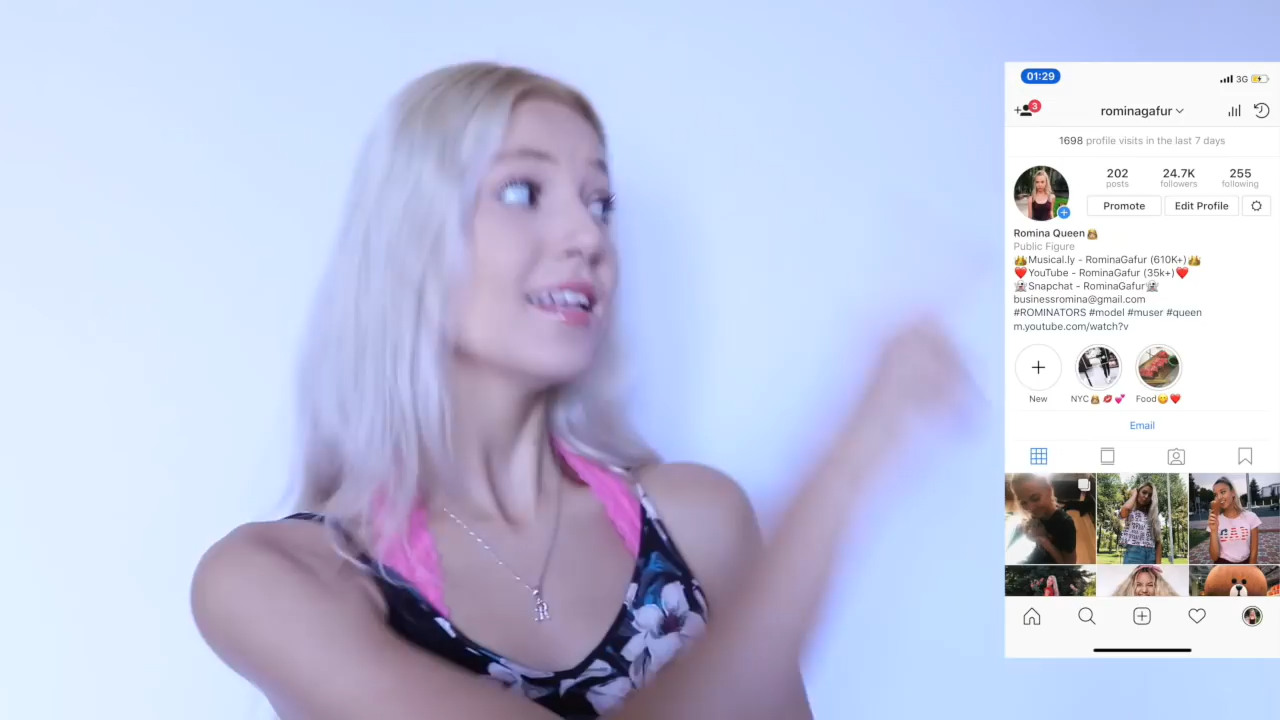 01:29
3G
3
rominagafur
1698 profile visits in the last 7 days
202 24.7K 255
posts followers following
Promote Edit Profile
Romina Queen👸🏼
Public Figure
👑Musical.ly - RominaGafur (610K+)👑
❤️YouTube - RominaGafur (35k+)❤️
👻Snapchat - RominaGafur👻
businessromina@gmail.com
#ROMINATORS #model #muser #queen
m.youtube.com/watch?v
New NYC👸🏼💋💕 Food😋❤️
Email
GAP
R